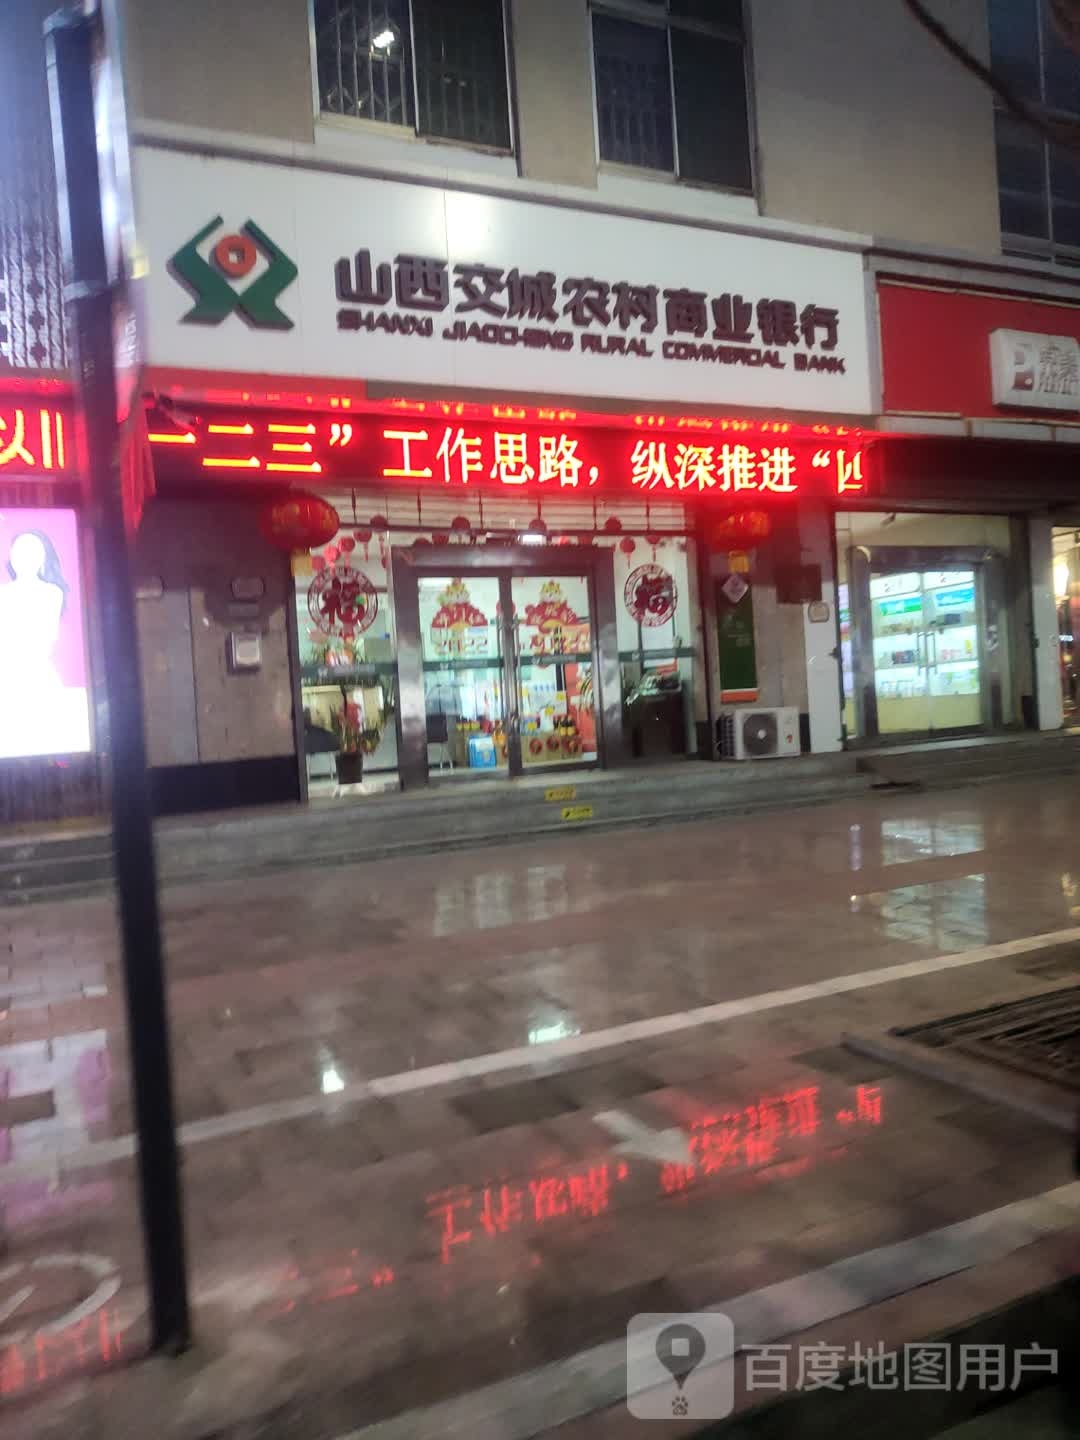 山西交城农村商业银行
SHANXI JIAOCHENG RURAL COMMERCIAL BANK
一二三”工作思路，纵深推进“四
福
福
百度地图用户